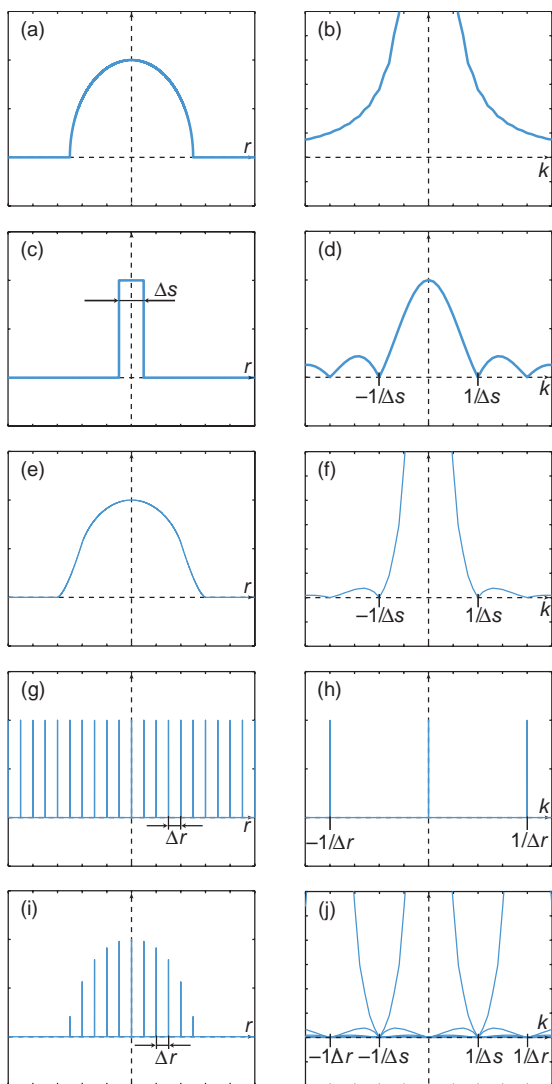 (a)
r
(b)
k
(c)
Δs
r
(d)
k
–1/Δs
1/Δs
(e)
r
(f)
k
–1/Δs
1/Δs
(g)
r
Δr
(h)
k
–1/Δr
1/Δr
(i)
r
Δr
(j)
k
–1Δr
–1/Δs
1/Δs
1/Δr